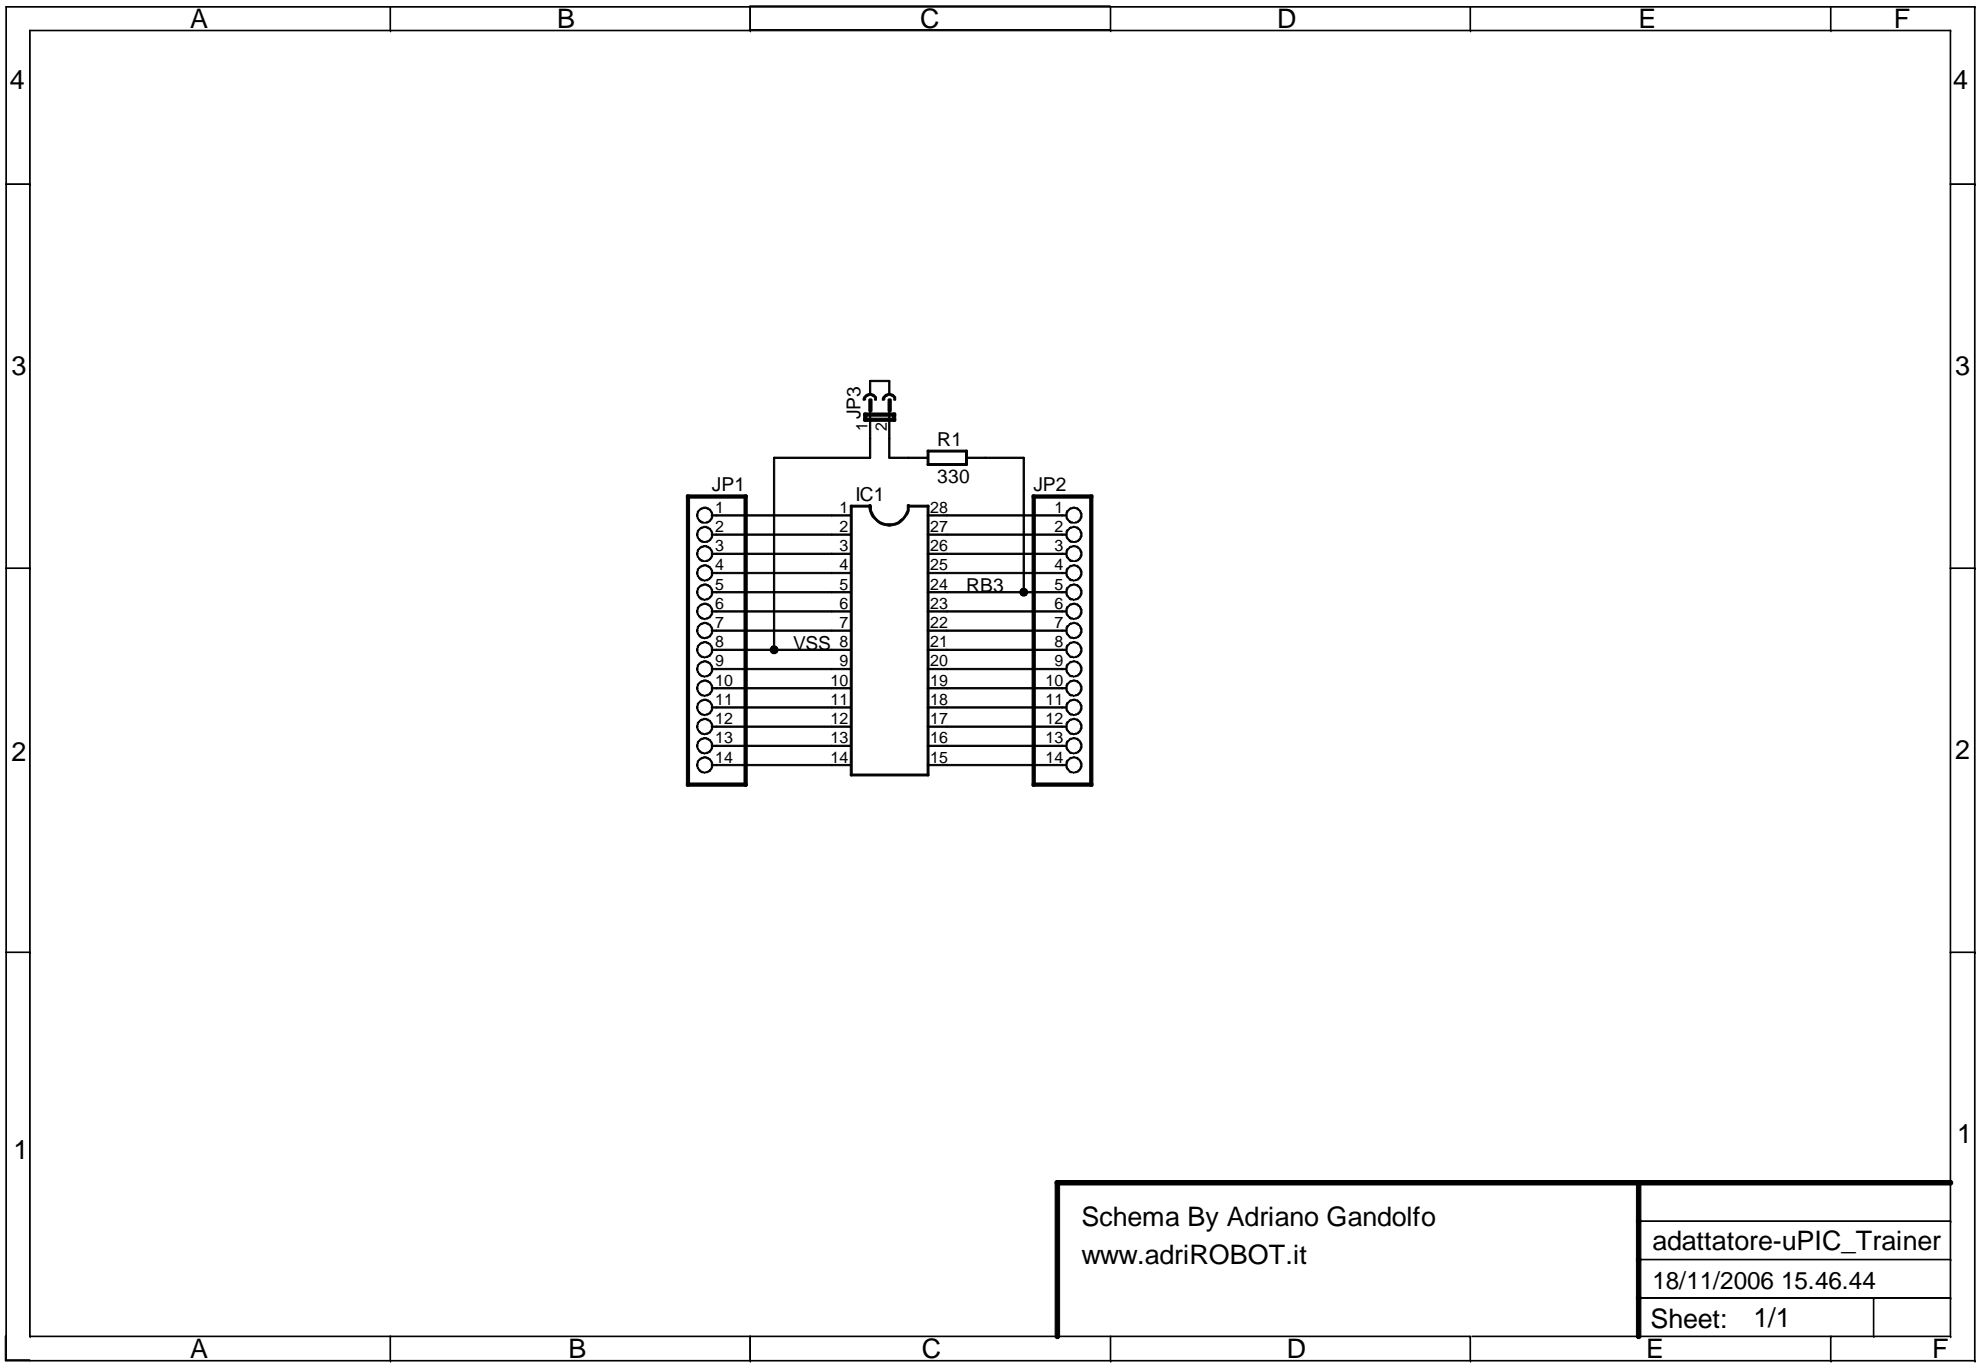 A B C D E F
4 4
3 3
JP3
1 2
R1
330
JP1 IC1 JP2
1 1 28 1
2 2 27 2
3 3 26 3
4 4 25 4
5 5 24 RB3 5
6 6 23 6
7 7 22 7
8 VSS 8 21 8
9 9 20 9
10 10 19 10
11 11 18 11
12 12 17 12
13 13 16 13
14 14 15 14
2 2
1 1
Schema By Adriano Gandolfo
www.adriROBOT.it
adattatore-uPIC_Trainer
18/11/2006 15.46.44
Sheet: 1/1
A B C D E F